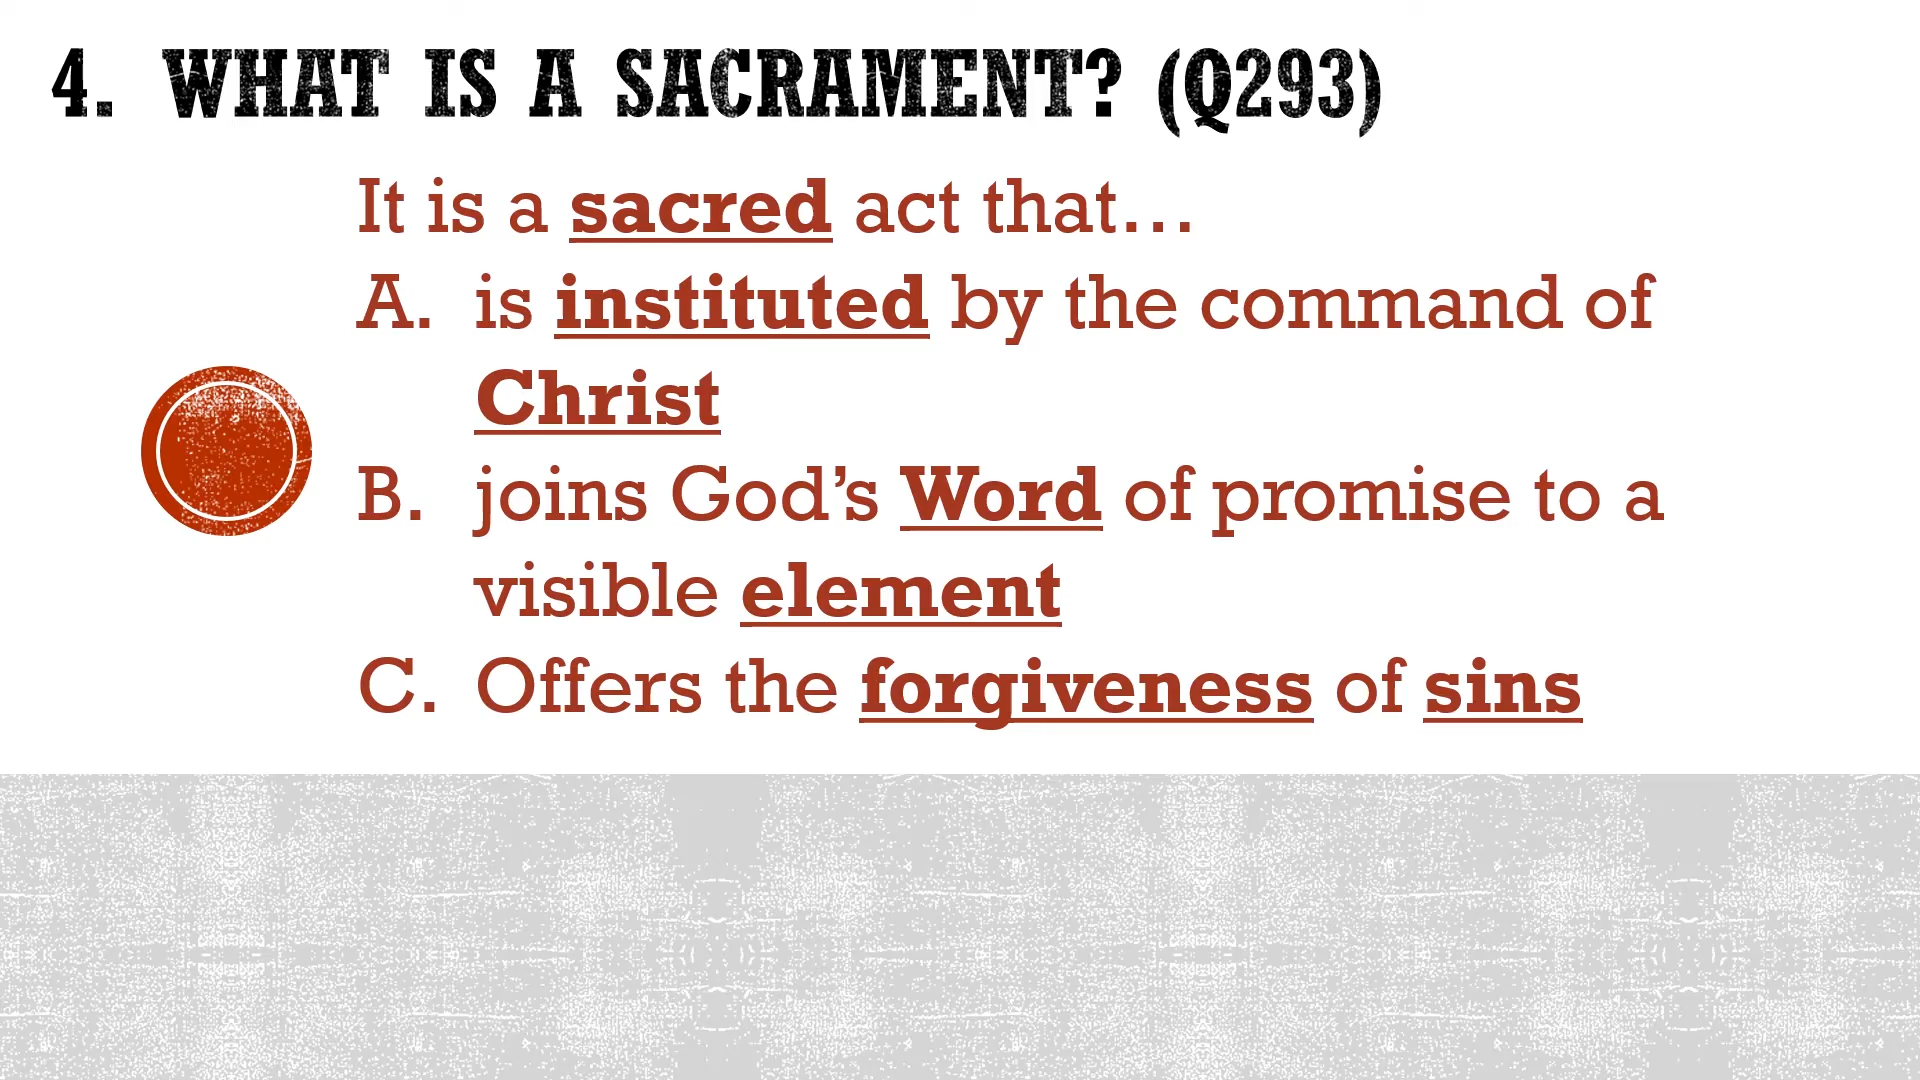 4. WHAT IS A SACRAMENT? (Q293)
It is a sacred act that…
A. is instituted by the command of
Christ
B. joins God’s Word of promise to a
visible element
C. Offers the forgiveness of sins